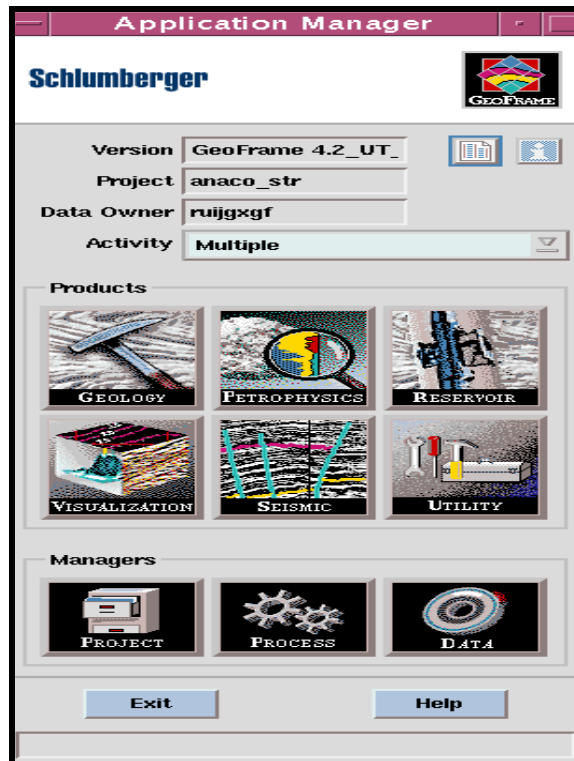 Application Manager
Schlumberger
GEOFRAME
Version GeoFrame 4.2_UT_
Project anaco_str
Data Owner ruijgxgf
Activity Multiple
Products
GEOLOGY PETROPHYSICS RESERVOIR
VISUALIZATION SEISMIC UTILITY
Managers
PROJECT PROCESS DATA
Exit Help